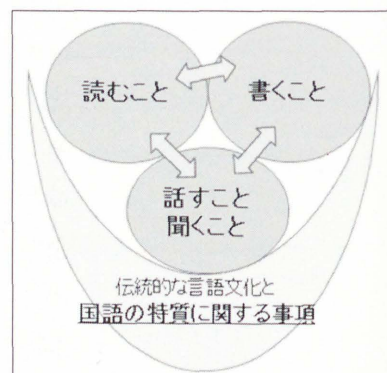 読むこと
書くこと
話すこと
聞くこと
伝統的な言語文化と
国語の特質に関する事項